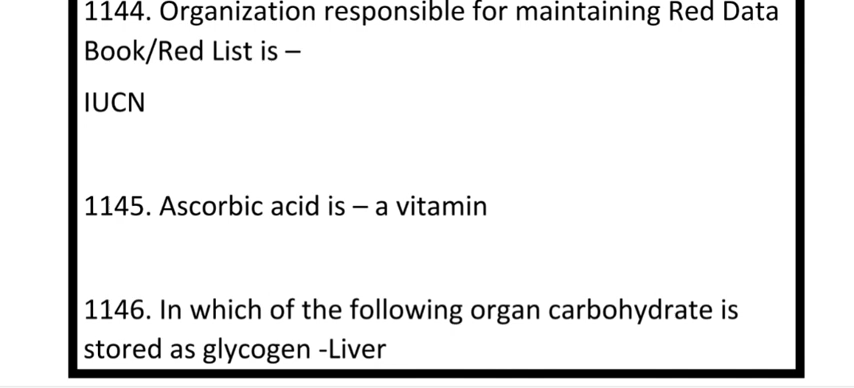 1144. Organization responsible for maintaining Red Data
Book/Red List is –
IUCN
1145. Ascorbic acid is – a vitamin
1146. In which of the following organ carbohydrate is
stored as glycogen -Liver